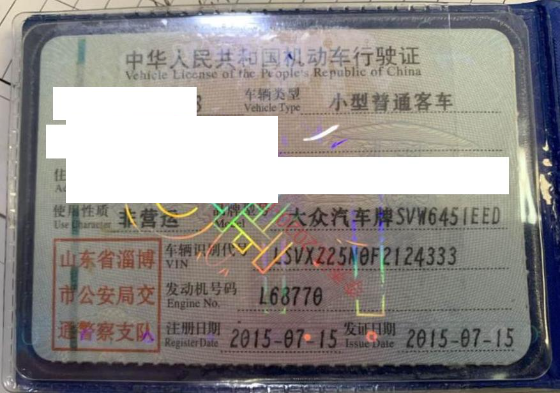 中华人民共和国机动车行驶证
Vehicle License of the People's Republic of China
车辆类型 小型普通客车
Vehicle Type
使用性质 非营运 大众汽车牌SVW6451EED
Use Character Model
山东省淄博
市公安局交
通警察支队
车辆识别代号 LSVXZ25N0F2124333
VIN
发动机号码 L68770
Engine No.
注册日期 2015-07-15 发证日期 2015-07-15
Register Date Issue Date